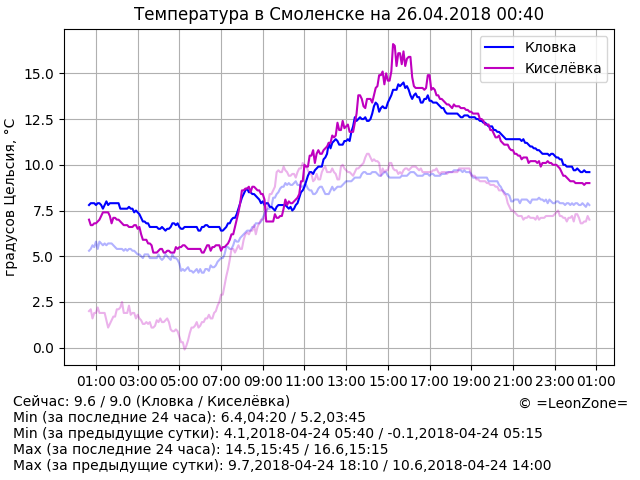 Температура в Смоленске на 26.04.2018 00:40
градусов Цельсия, °C
15.0
12.5
10.0
7.5
5.0
2.5
0.0
Кловка
Киселёвка
01:00 03:00 05:00 07:00 09:00 11:00 13:00 15:00 17:00 19:00 21:00 23:00 01:00
Сейчас: 9.6 / 9.0 (Кловка / Киселёвка)
© =LeonZone=
Min (за последние 24 часа): 6.4,04:20 / 5.2,03:45
Min (за предыдущие сутки): 4.1,2018-04-24 05:40 / -0.1,2018-04-24 05:15
Max (за последние 24 часа): 14.5,15:45 / 16.6,15:15
Max (за предыдущие сутки): 9.7,2018-04-24 18:10 / 10.6,2018-04-24 14:00